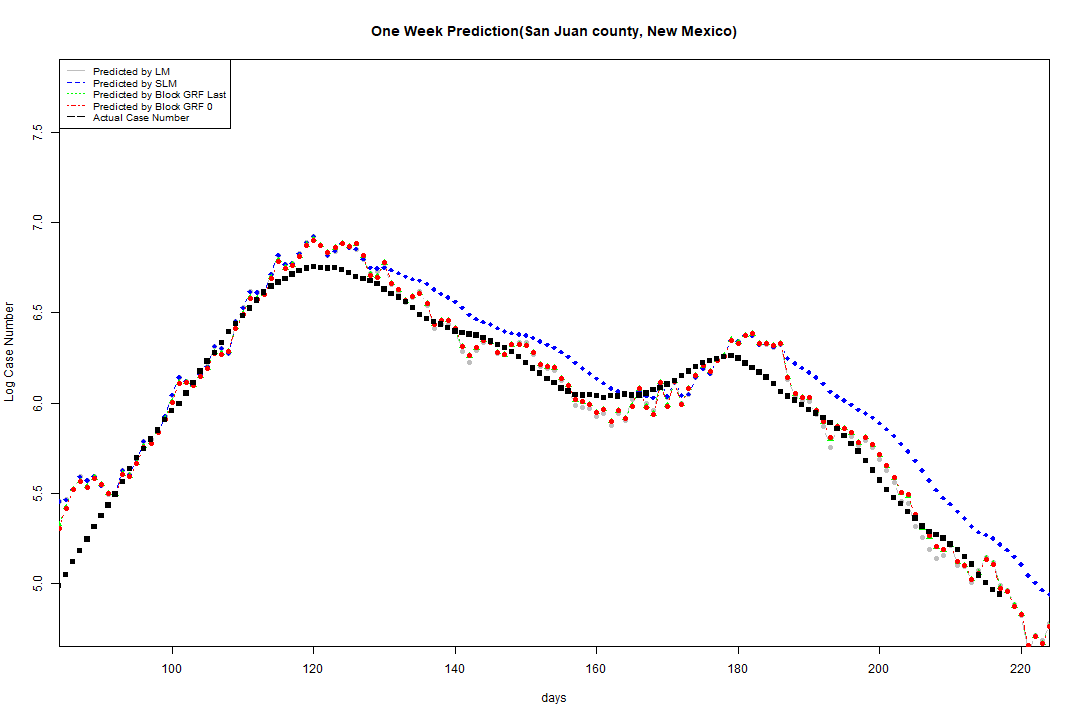 One Week Prediction(San Juan county, New Mexico)
Predicted by LM
Predicted by SLM
Predicted by Block GRF Last
Predicted by Block GRF 0
Actual Case Number
Log Case Number
7.5
7.0
6.5
6.0
5.5
5.0
100 120 140 160 180 200 220
days